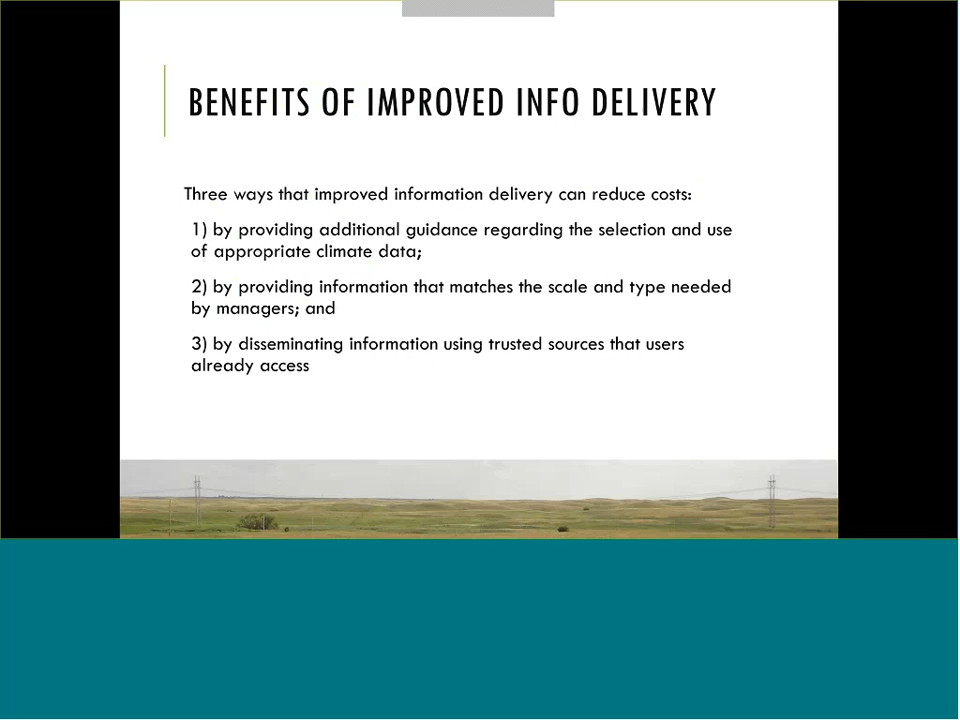 BENEFITS OF IMPROVED INFO DELIVERY
Three ways that improved information delivery can reduce costs:
1) by providing additional guidance regarding the selection and use
of appropriate climate data;
2) by providing information that matches the scale and type needed
by managers; and
3) by disseminating information using trusted sources that users
already access